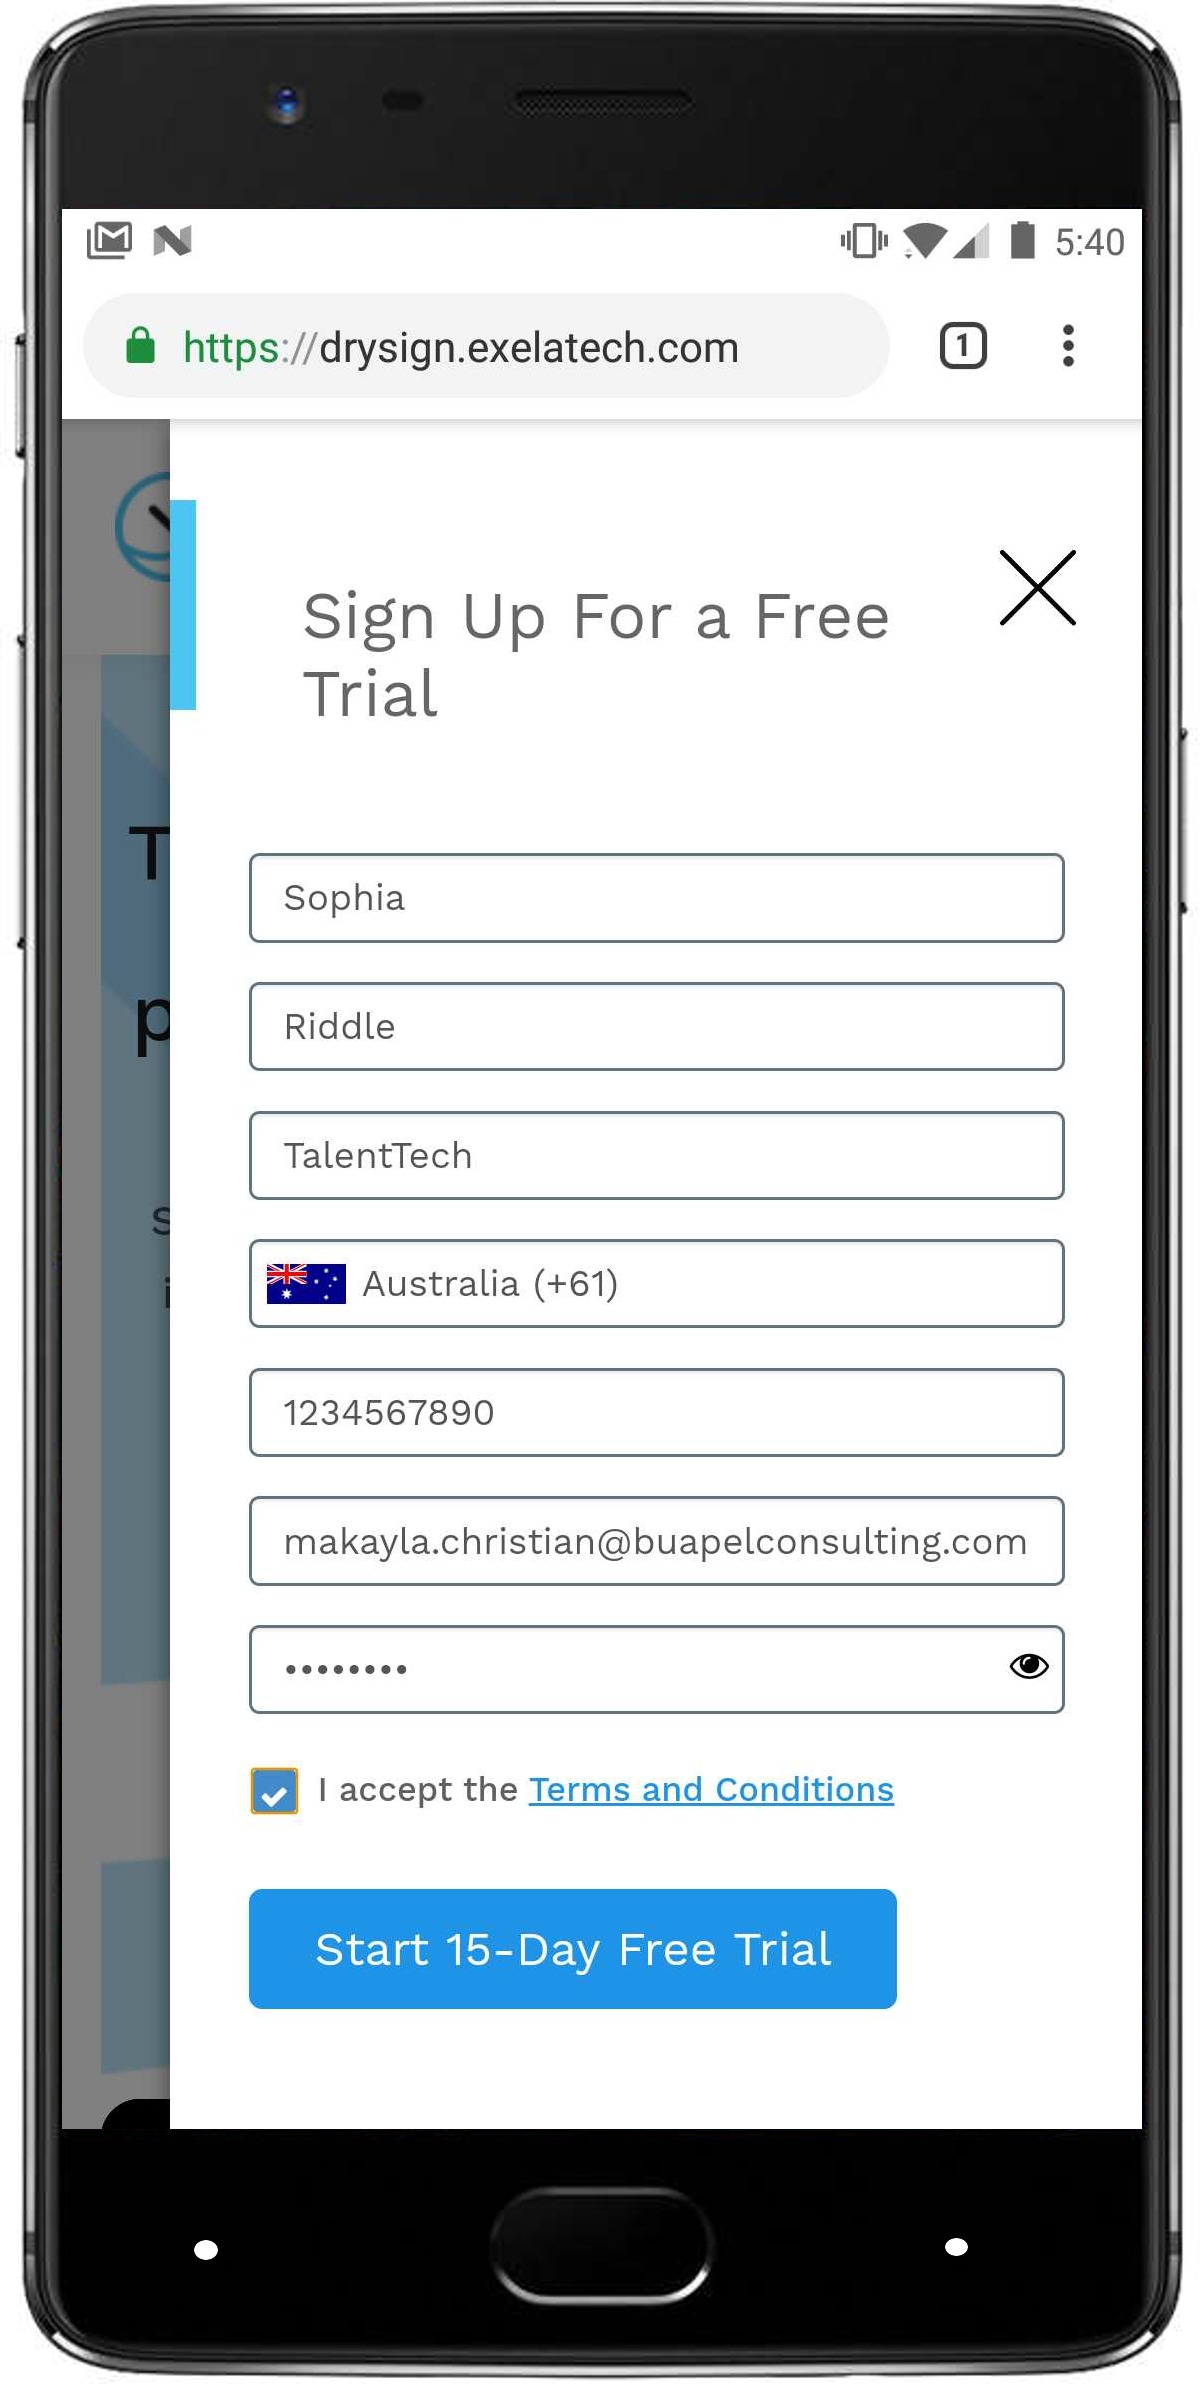 5:40
https://drysign.exelatech.com
1
Sign Up For a Free
Trial
T
p
s
i
Sophia
Riddle
TalentTech
Australia (+61)
1234567890
makayla.christian@buapelconsulting.com
••••••••
I accept the Terms and Conditions
Start 15-Day Free Trial